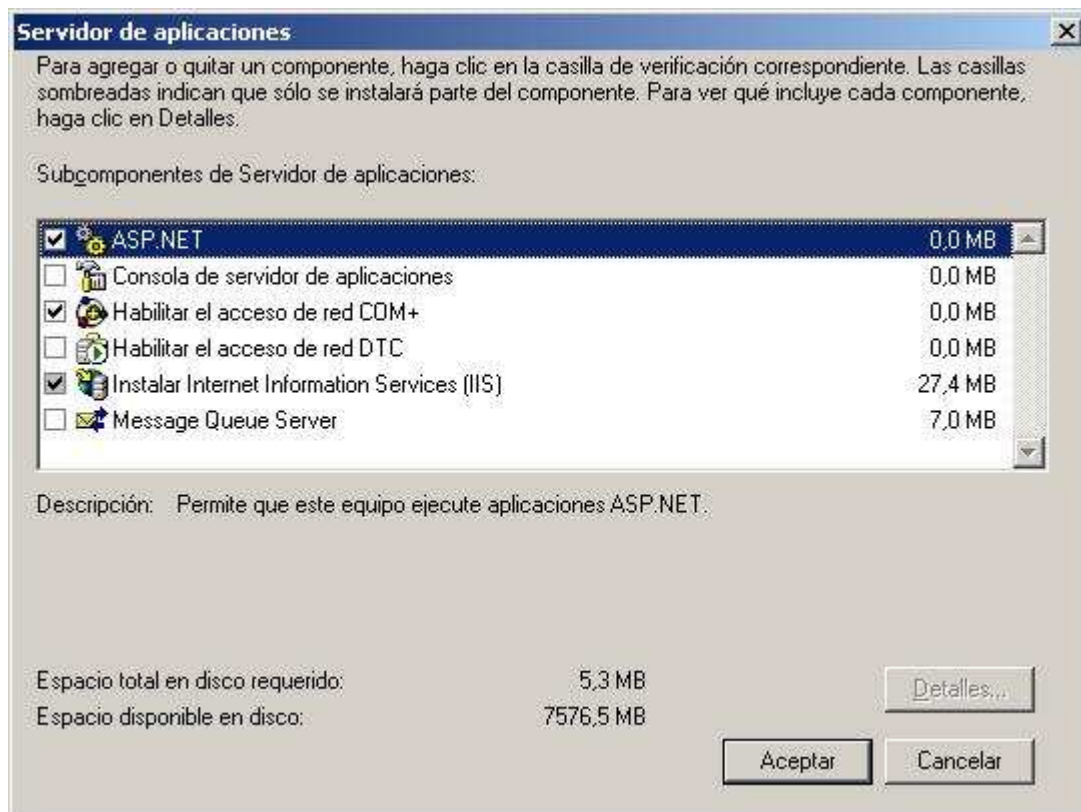 Servidor de aplicaciones
Para agregar o quitar un componente, haga clic en la casilla de verificación correspondiente. Las casillas
sombreadas indican que sólo se instalará parte del componente. Para ver qué incluye cada componente,
haga clic en Detalles.
Subcomponentes de Servidor de aplicaciones:
ASP.NET 0,0 MB
Consola de servidor de aplicaciones 0,0 MB
Habilitar el acceso de red COM+ 0,0 MB
Habilitar el acceso de red DTC 0,0 MB
Instalar Internet Information Services (IIS) 27,4 MB
Message Queue Server 7,0 MB
Descripción: Permite que este equipo ejecute aplicaciones ASP.NET.
Espacio total en disco requerido: 5,3 MB
Detalles...
Espacio disponible en disco: 7576,5 MB
Aceptar Cancelar